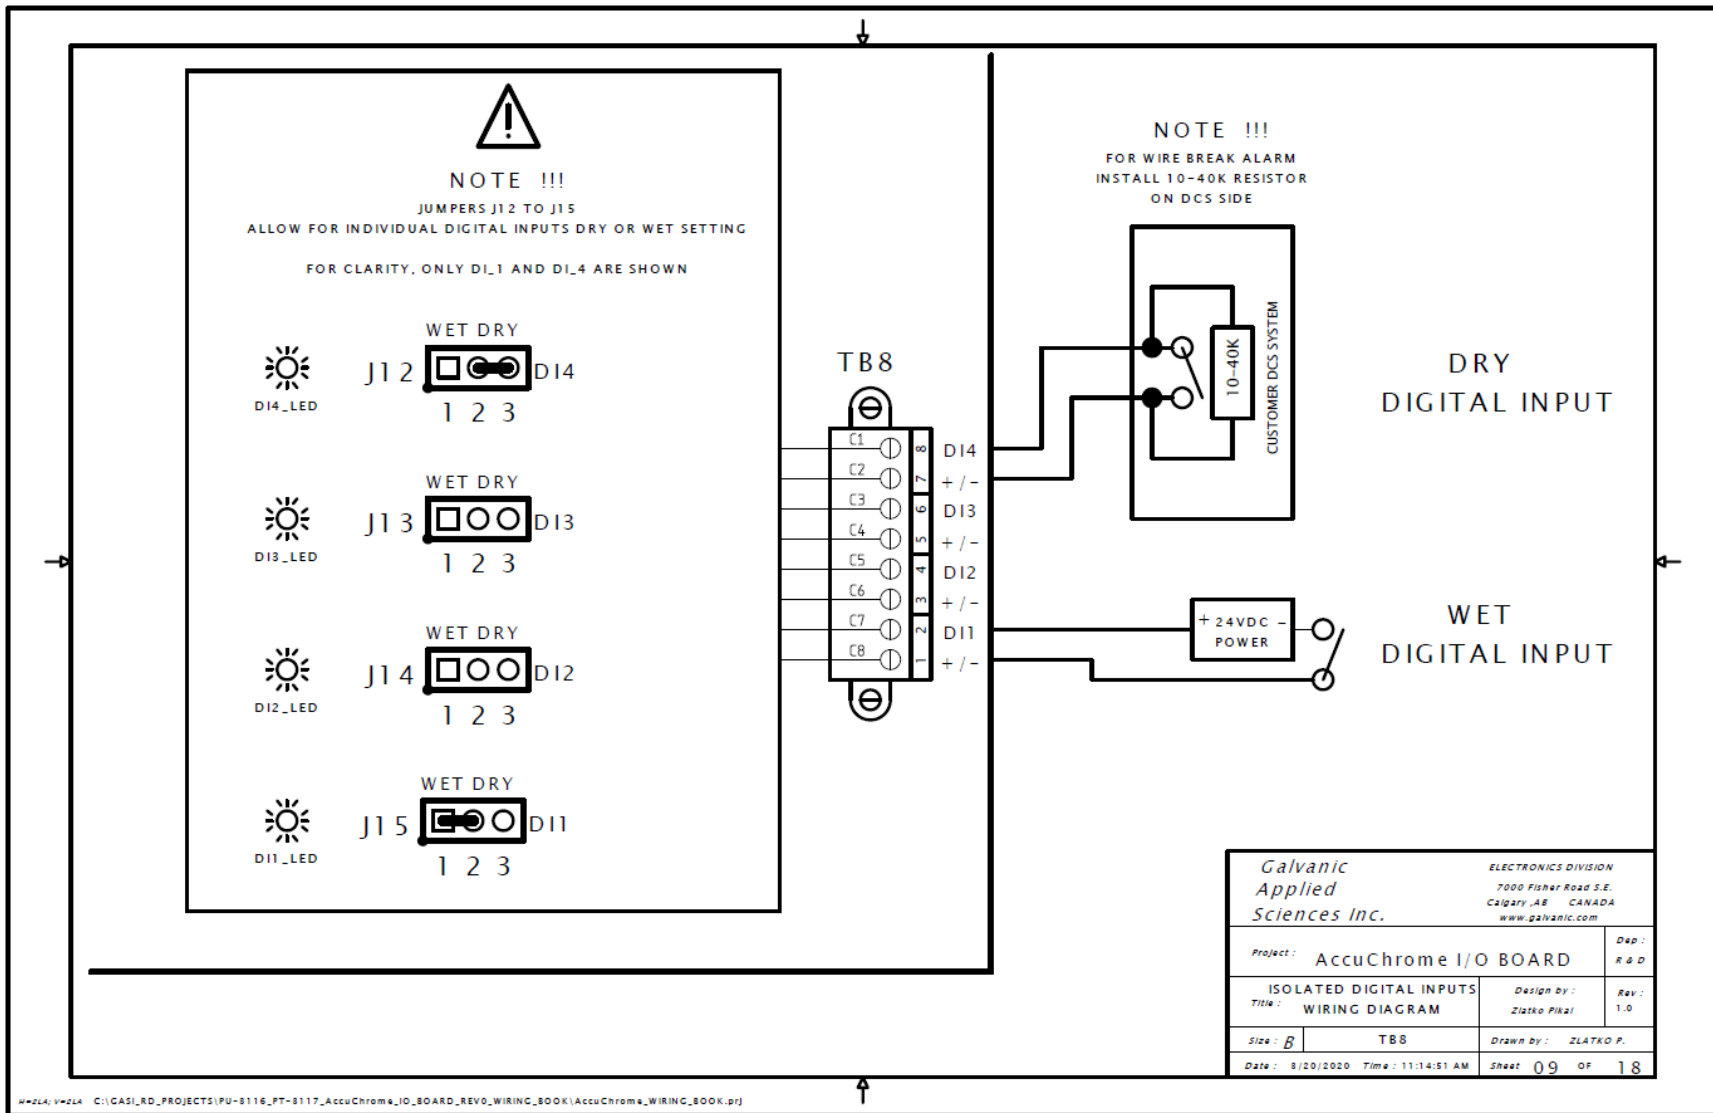 NOTE !!!
JUMPERS J12 TO J15
ALLOW FOR INDIVIDUAL DIGITAL INPUTS DRY OR WET SETTING
FOR CLARITY, ONLY DI_1 AND DI_4 ARE SHOWN
WET DRY
J12
DI4
1 2 3
DI4_LED
WET DRY
J13
DI3
1 2 3
DI3_LED
WET DRY
J14
DI2
1 2 3
DI2_LED
WET DRY
J15
DI1
1 2 3
DI1_LED
TB8
C1 8 DI4
C2 7 +/-
C3 6 DI3
C4 5 +/-
C5 4 DI2
C6 3 +/-
C7 2 DI1
C8 1 +/-
NOTE !!!
FOR WIRE BREAK ALARM
INSTALL 10-40K RESISTOR
ON DCS SIDE
10-40K
CUSTOMER DCS SYSTEM
DRY
DIGITAL INPUT
+ 24VDC -
POWER
WET
DIGITAL INPUT
Galvanic
Applied
Sciences Inc.
ELECTRONICS DIVISION
7000 Fisher Road S.E.
Calgary ,AB CANADA
www.galvanic.com
Project : AccuChrome I/O BOARD
Dep :
R & D
Title : ISOLATED DIGITAL INPUTS
WIRING DIAGRAM
Design by :
Zlatko Pikal
Rev :
1.0
Size : B
TB8
Drawn by : ZLATKO P.
Date : 8/20/2020 Time : 11:14:51 AM
Sheet 09 OF 18
H=ZLA; V=ZLA C:\GASI_RD_PROJECTS\PU-8116_PT-8117_AccuChrome_IO_BOARD_REV0_WIRING_BOOK\AccuChrome_WIRING_BOOK.prj